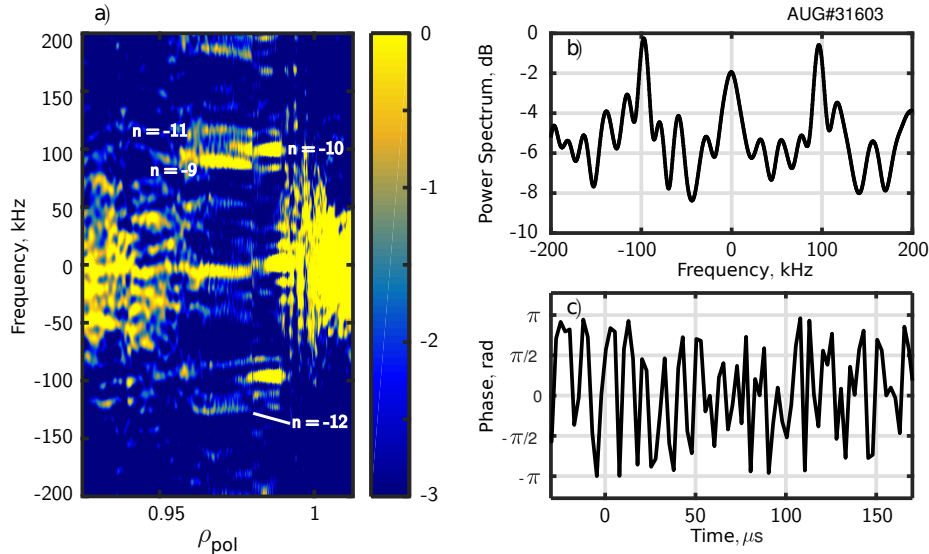 a)
AUG#31603
200
150
100
50
0
-50
-100
-150
-200
Frequency, kHz
n = -11
n = -10
n = -9
n = -12
0.95
1
ρpol
0
-1
-2
-3
b)
0
-2
-4
-6
-8
-10
Power Spectrum, dB
-200
-100
0
100
200
Frequency, kHz
c)
π
π/2
0
-π/2
-π
Phase, rad
0
50
100
150
Time, μs